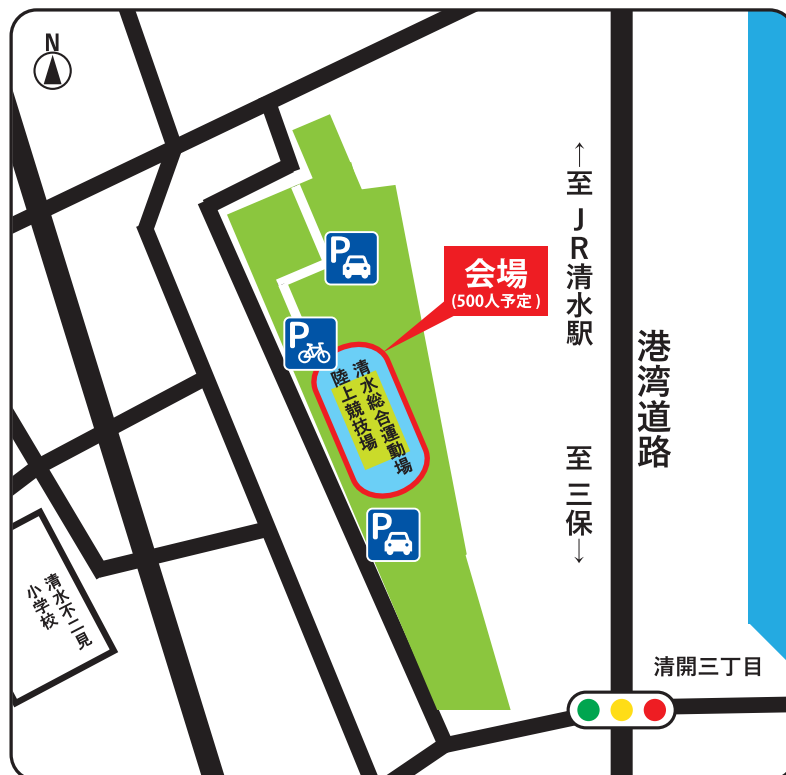 N
↑至 JR清水駅
P
会場
(500人予定)
P
港湾道路
清水総合運動場
陸上競技場
至 三保↓
P
清水不二見
小学校
清開三丁目